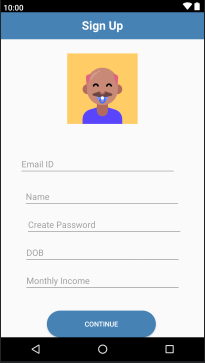 10:00
Sign Up
Email ID
Name
Create Password
DOB
Monthly Income
CONTINUE